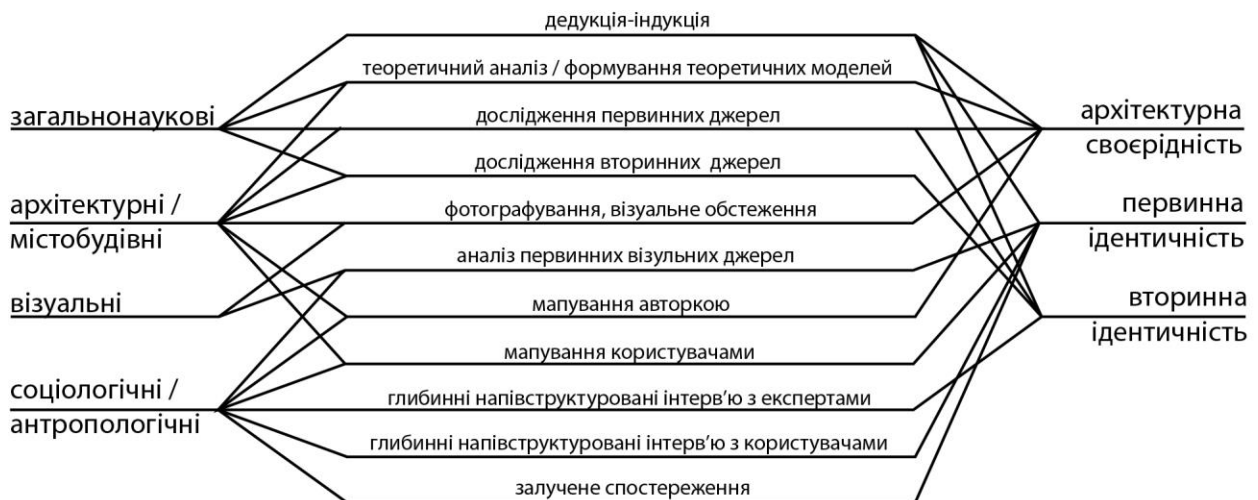 загальнонаукові
архітектурні /
містобудівні
візуальні
соціологічні /
антропологічні
дедукція-індукція
теоретичний аналіз / формування теоретичних моделей
дослідження первинних джерел
дослідження вторинних джерел
фотографування, візуальне обстеження
аналіз первинних візульних джерел
мапування авторкою
мапування користувачами
глибинні напівструктуровані інтерв'ю з експертами
глибинні напівструктуровані інтерв'ю з користувачами
залучене спостереження
архітектурна
своєрідність
первинна
ідентичність
вторинна
ідентичність